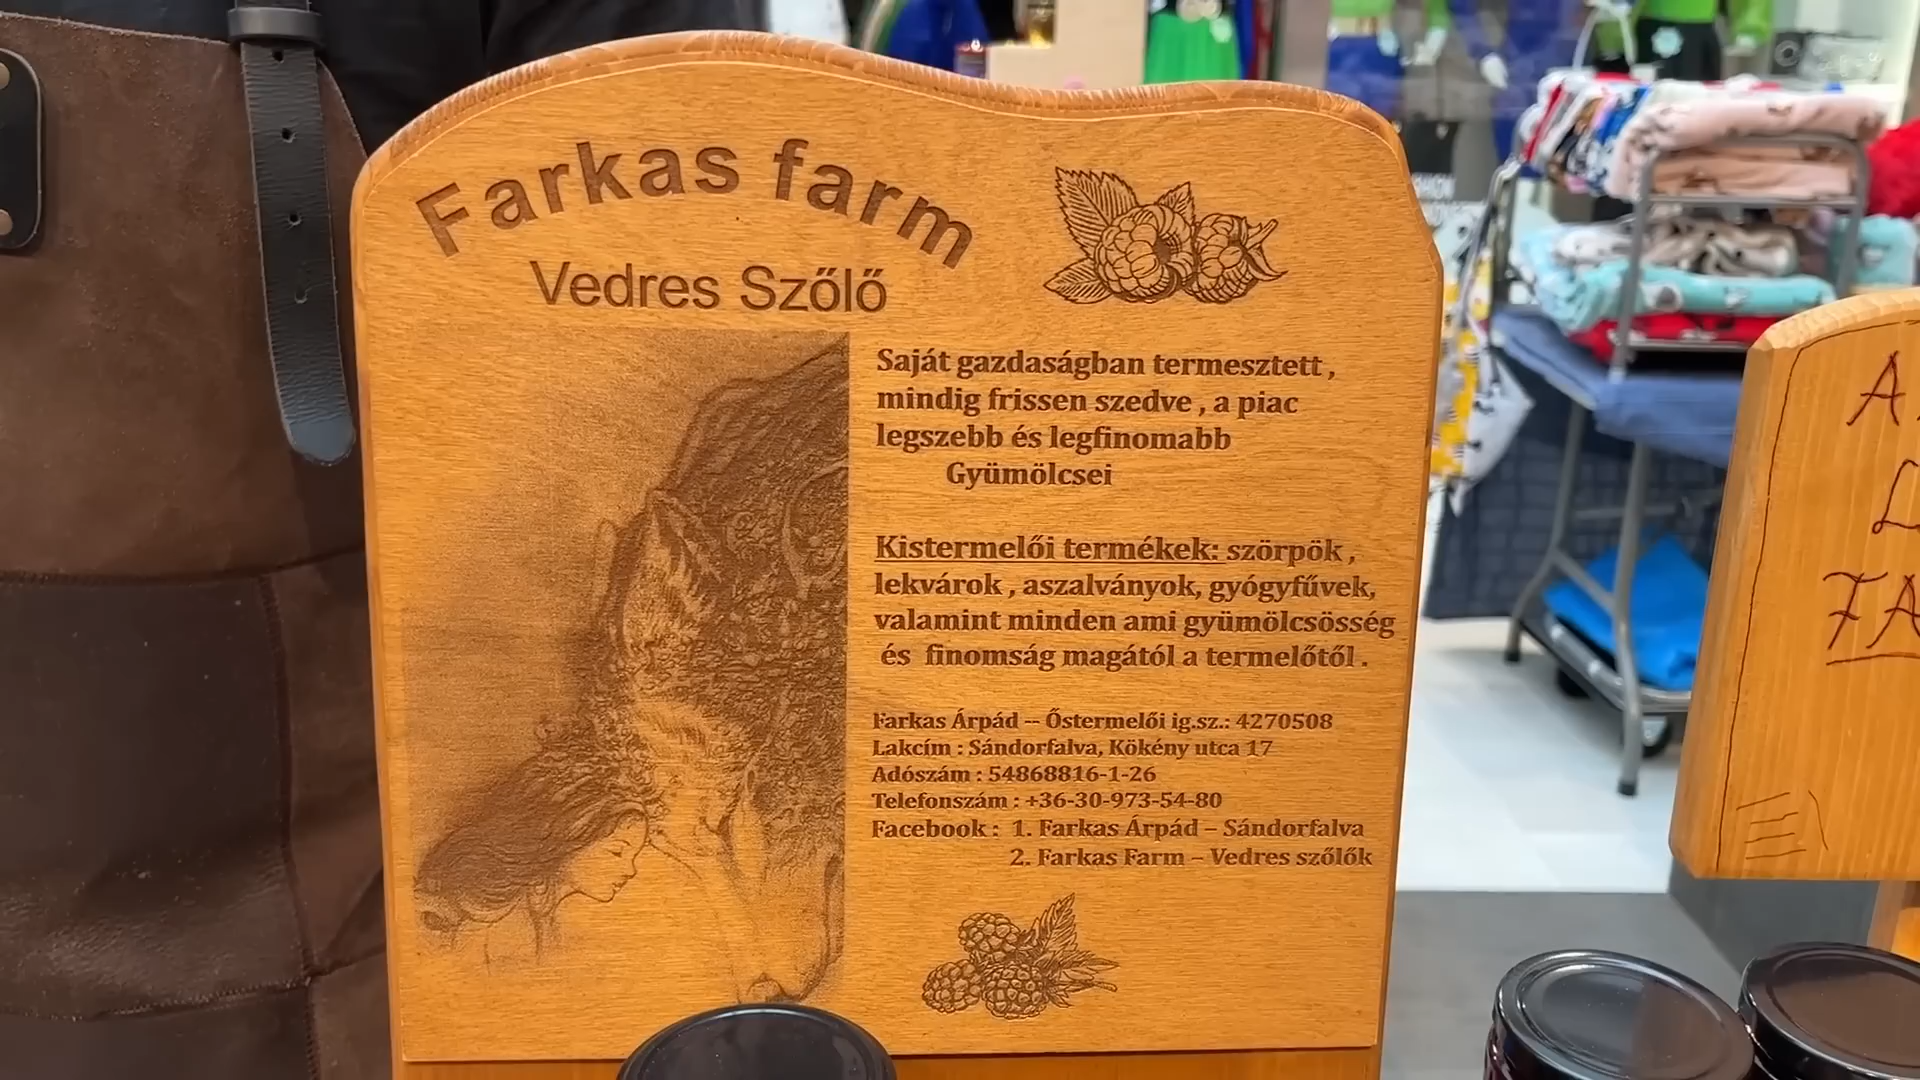 Farkas farm
Vedres Szőlő
Saját gazdaságban termesztett ,
mindig frissen szedve , a piac
legszebb és legfinomabb
Gyümölcsei
Kistermelői termékek: szörpök ,
lekvárok , aszalványok, gyógyfűvek,
valamint minden ami gyümölcsösség
és finomság magától a termelőtől .
Farkas Árpád -- Őstermelői ig.sz.: 4270508
Lakcím : Sándorfalva, Kökény utca 17
Adószám : 54868816-1-26
Telefonszám : +36-30-973-54-80
Facebook : 1. Farkas Árpád – Sándorfalva
2. Farkas Farm – Vedres szőlők